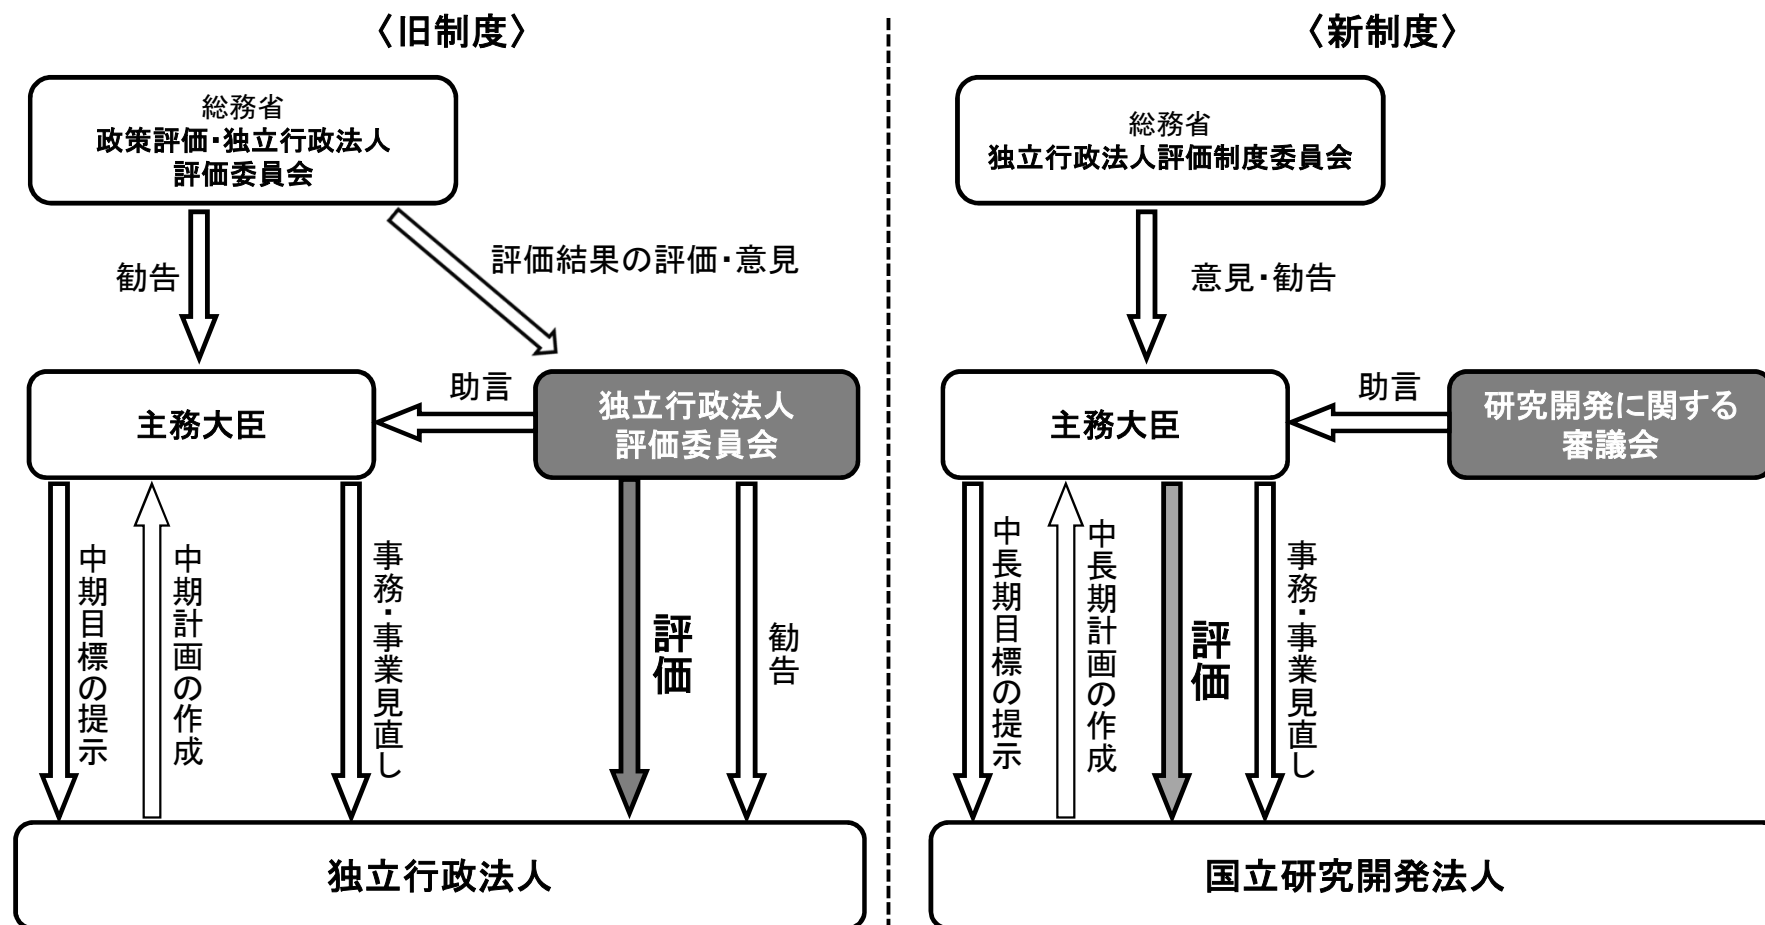 〈旧制度〉
総務省
政策評価・独立行政法人
評価委員会
勧告
評価結果の評価・意見
主務大臣
助言
独立行政法人
評価委員会
中期目標の提示
中期計画の作成
事務・事業見直し
評価
勧告
独立行政法人
〈新制度〉
総務省
独立行政法人評価制度委員会
意見・勧告
主務大臣
助言
研究開発に関する
審議会
中長期目標の提示
中長期計画の作成
評価
事務・事業見直し
国立研究開発法人